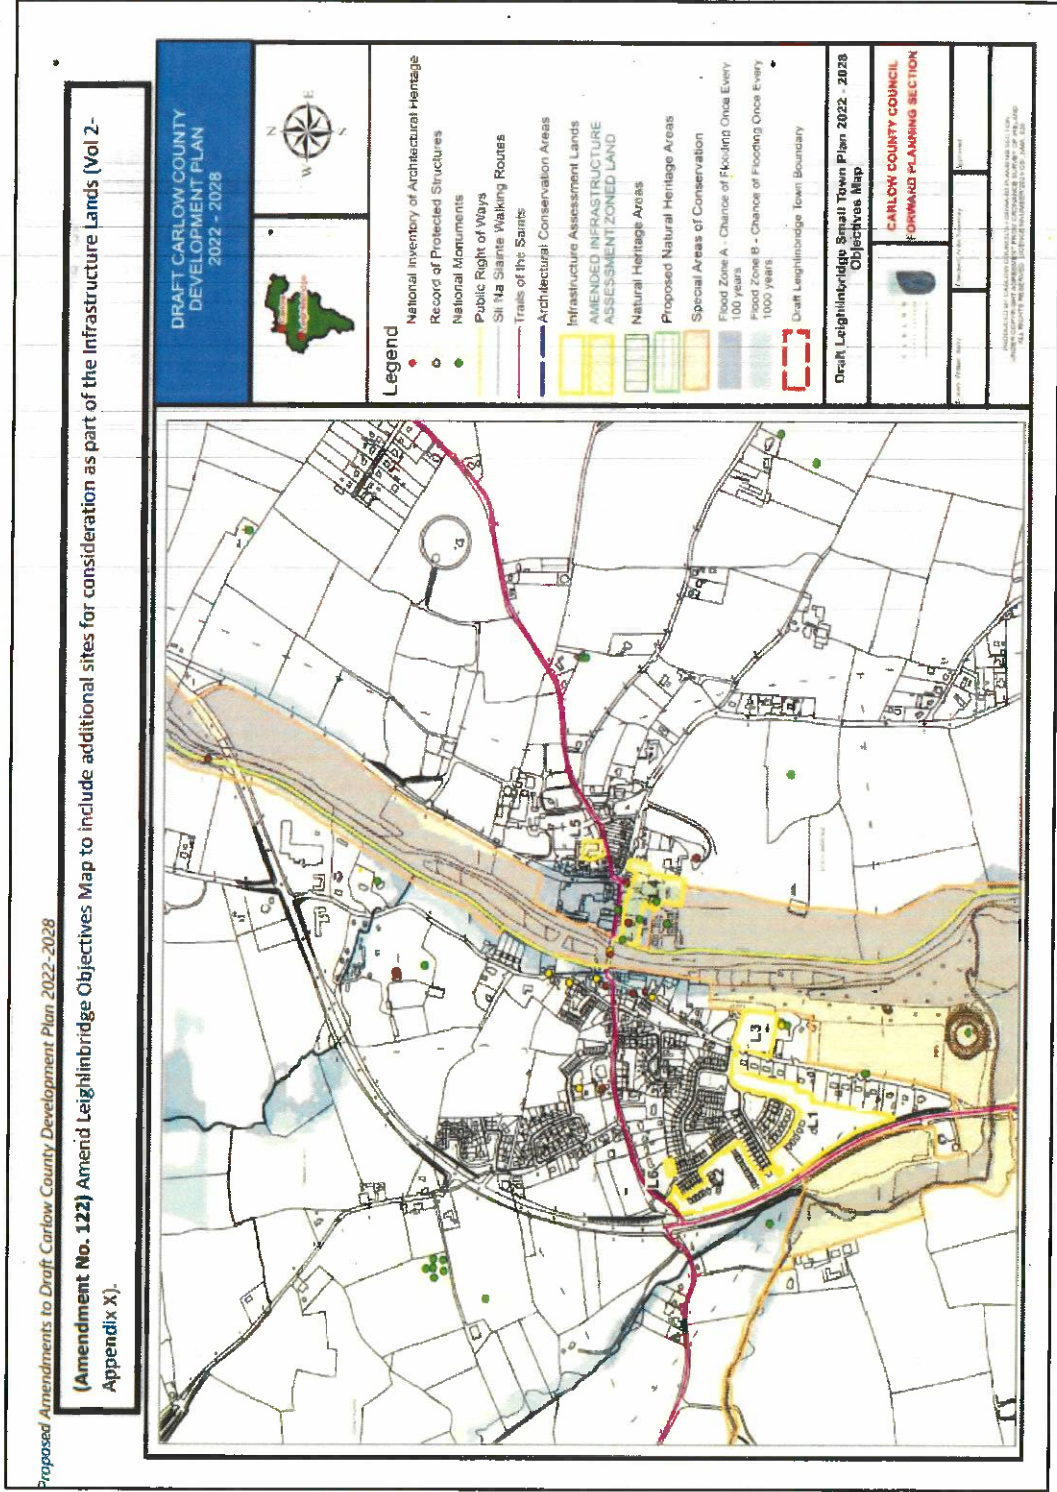 Proposed Amendments to Draft Carlow County Development Plan 2022-2028
(Amendment No. 122) Amend Leighlinbridge Objectives Map to include additional sites for consideration as part of the Infrastructure Lands (Vol 2-
Appendix X).
DRAFT CARLOW COUNTY
DEVELOPMENT PLAN
2022 - 2028
N
W
E
Legend
National Inventory of Architectural Heritage
Record of Protected Structures
National Monuments
Public Right of Ways
Sli Na Slainte Walking Routes
Trails of the Saints
Architectural Conservation Areas
Infrastructure Assessment Lands
AMENDED INFRASTRUCTURE
ASSESSMENT/ZONED LAND
Natural Heritage Areas
Proposed Natural Heritage Areas
Special Areas of Conservation
Flood Zone A - Chance of Flooding Once Every
100 years
Flood Zone B - Chance of Flooding Once Every
1000 years
Draft Leighlinbridge Town Boundary
Draft Leighlinbridge Small Town Plan 2022 - 2028
Objectives Map
CARLOW COUNTY COUNCIL
FORWARD PLANNING SECTION
L5
L4
L3
L6
L2
L1